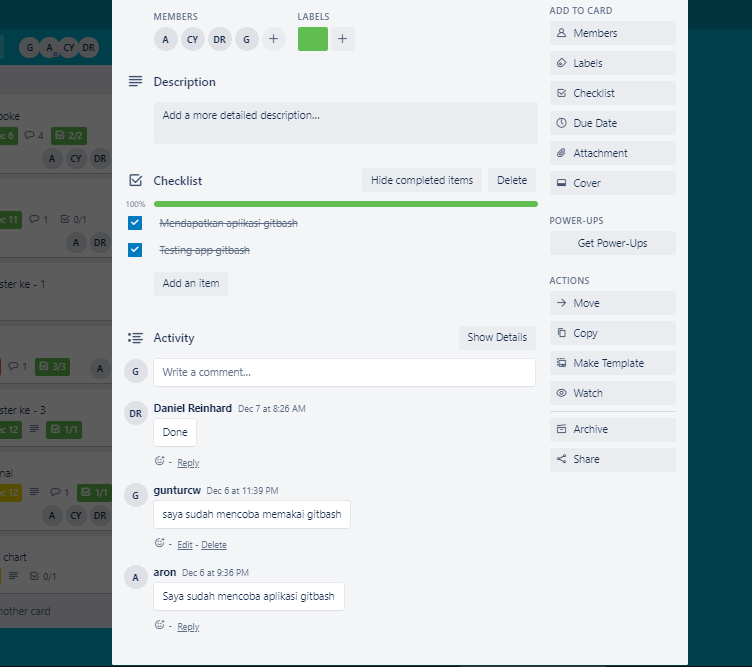 MEMBERS
LABELS
A CY DR G +
+
Description
Add a more detailed description...
Checklist
Hide completed items
Delete
100%
Mendapatkan aplikasi gitbash
Testing app gitbash
Add an item
Activity
Show Details
G
Write a comment...
DR
Daniel Reinhard Dec 7 at 8:26 AM
Done
- Reply
G
gunturcw Dec 6 at 11:39 PM
saya sudah mencoba memakai gitbash
- Edit - Delete
A
aron Dec 6 at 9:36 PM
Saya sudah mencoba aplikasi gitbash
- Reply
ADD TO CARD
Members
Labels
Checklist
Due Date
Attachment
Cover
POWER-UPS
Get Power-Ups
ACTIONS
Move
Copy
Make Template
Watch
Archive
Share
G A CY DR
oke
c 6 4 2/2
A CY DR
c 11 1 0/1
A DR
ster ke - 1
1 3/3
A
ster ke - 3
c 12 1/1
nal
c 12 1 1/1
A CY DR
chart
0/1
nother card